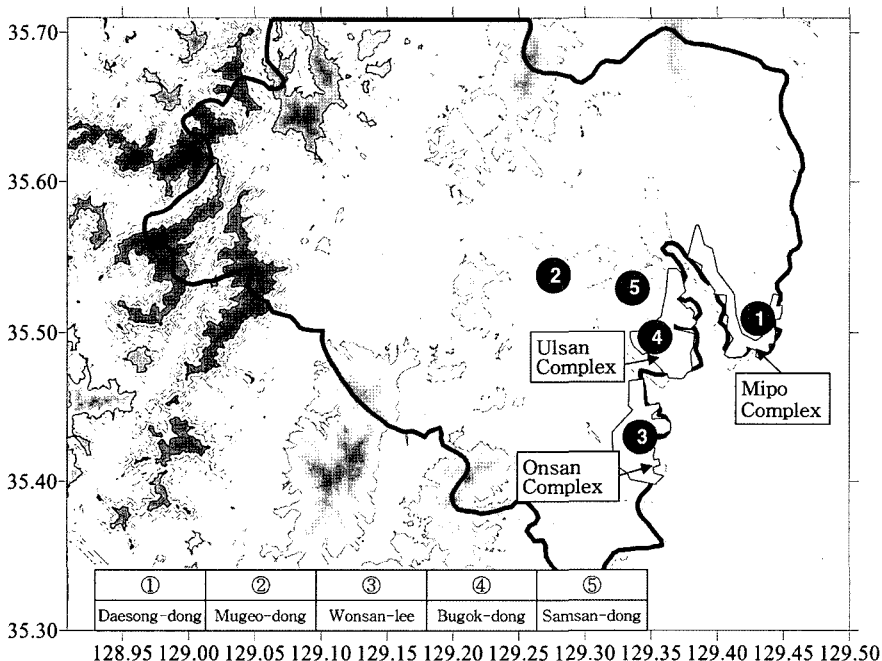 35.70
35.60
35.50
35.40
35.30
2
5
1
4
3
Ulsan
Complex
Mipo
Complex
Onsan
Complex
① ② ③ ④ ⑤
Daesong-dong Mugeo-dong Wonsan-lee Bugok-dong Samsan-dong
128.95 129.00 129.05 129.10 129.15 129.20 129.25 129.30 129.35 129.40 129.45 129.50